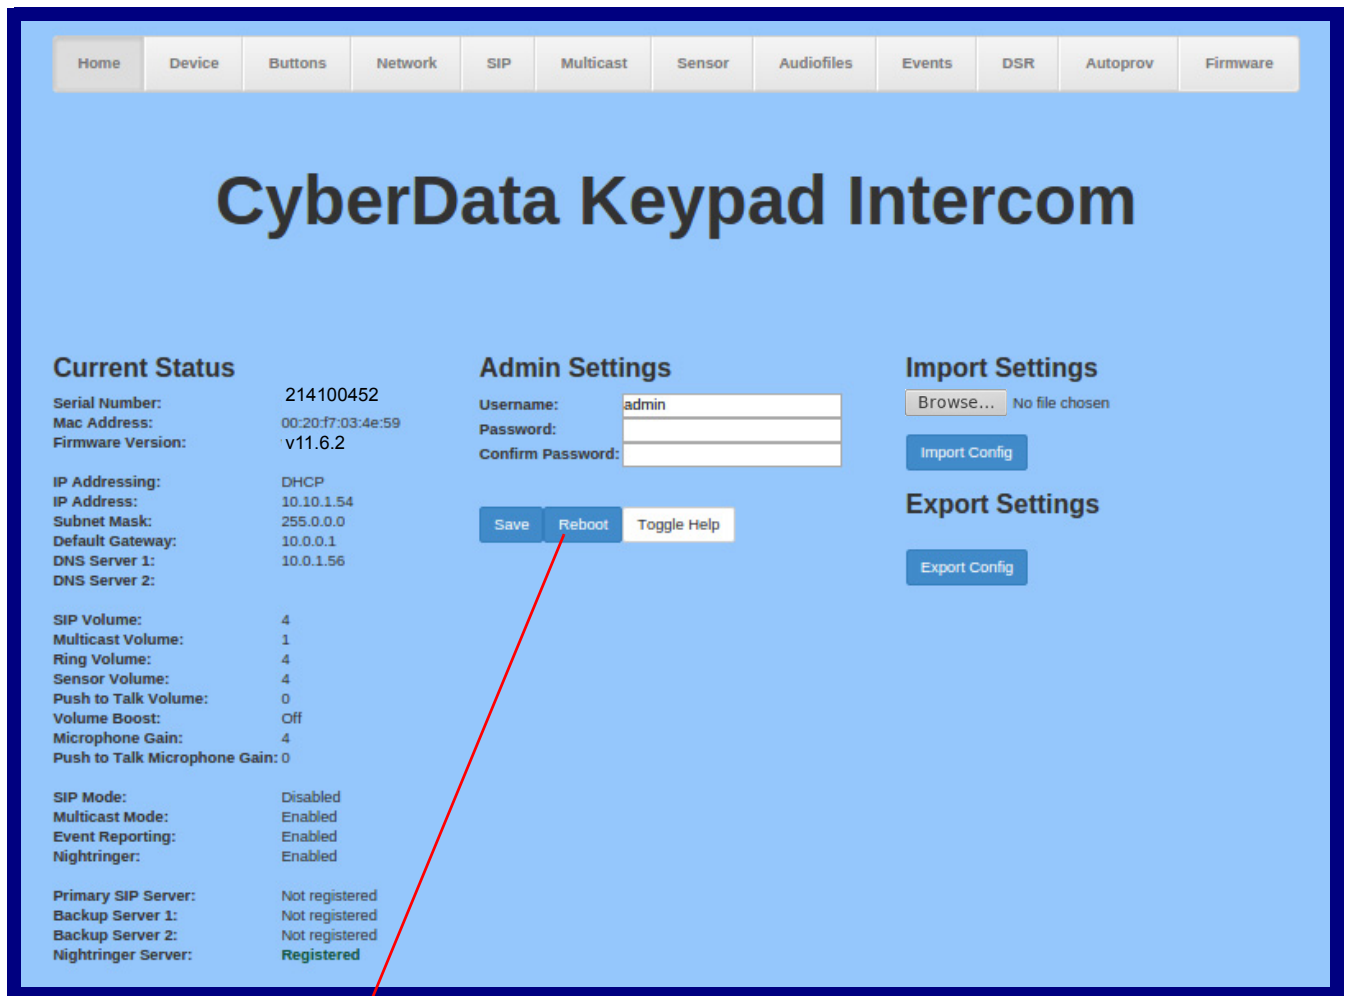 Home Device Buttons Network SIP Multicast Sensor Audiofiles Events DSR Autoprov Firmware
CyberData Keypad Intercom
Current Status
Serial Number: 214100452
Mac Address: 00:20:f7:03:4e:59
Firmware Version: v11.6.2
IP Addressing: DHCP
IP Address: 10.10.1.54
Subnet Mask: 255.0.0.0
Default Gateway: 10.0.0.1
DNS Server 1: 10.0.1.56
DNS Server 2:
SIP Volume: 4
Multicast Volume: 1
Ring Volume: 4
Sensor Volume: 4
Push to Talk Volume: 0
Volume Boost: Off
Microphone Gain: 4
Push to Talk Microphone Gain: 0
SIP Mode: Disabled
Multicast Mode: Enabled
Event Reporting: Enabled
Nightringer: Enabled
Primary SIP Server: Not registered
Backup Server 1: Not registered
Backup Server 2: Not registered
Nightringer Server: Registered
Admin Settings
Username: admin
Password:
Confirm Password:
Save Reboot Toggle Help
Import Settings
Browse... No file chosen
Import Config
Export Settings
Export Config